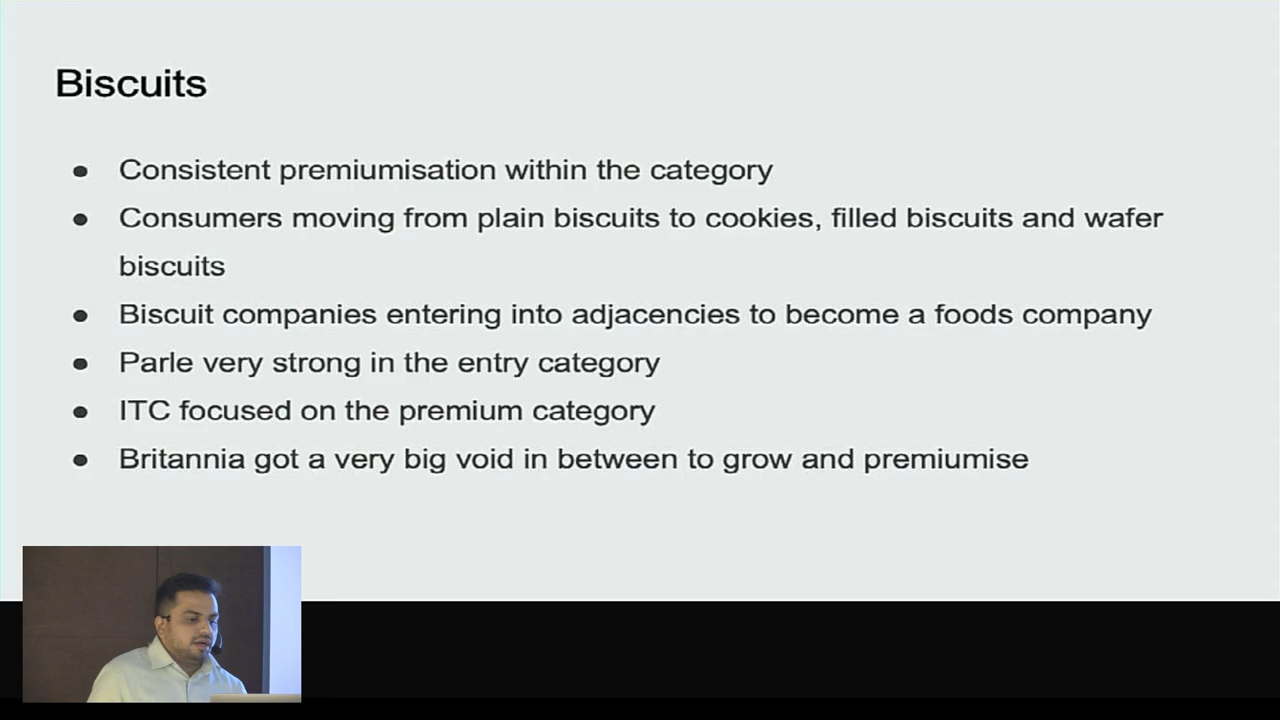 Biscuits
● Consistent premiumisation within the category
● Consumers moving from plain biscuits to cookies, filled biscuits and wafer
biscuits
● Biscuit companies entering into adjacencies to become a foods company
● Parle very strong in the entry category
● ITC focused on the premium category
● Britannia got a very big void in between to grow and premiumise